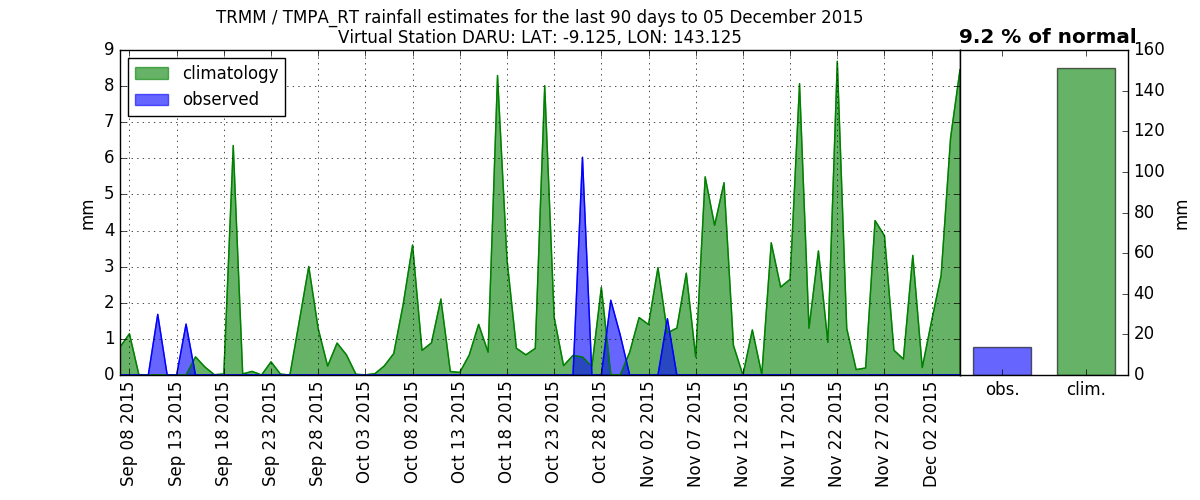 TRMM / TMPA_RT rainfall estimates for the last 90 days to 05 December 2015
Virtual Station DARU: LAT: -9.125, LON: 143.125
9.2 % of normal
climatology
observed
9
8
7
6
5
4
3
2
1
0
mm
Sep 08 2015
Sep 13 2015
Sep 18 2015
Sep 23 2015
Sep 28 2015
Oct 03 2015
Oct 08 2015
Oct 13 2015
Oct 18 2015
Oct 23 2015
Oct 28 2015
Nov 02 2015
Nov 07 2015
Nov 12 2015
Nov 17 2015
Nov 22 2015
Nov 27 2015
Dec 02 2015
160
140
120
100
80
60
40
20
0
mm
obs.
clim.